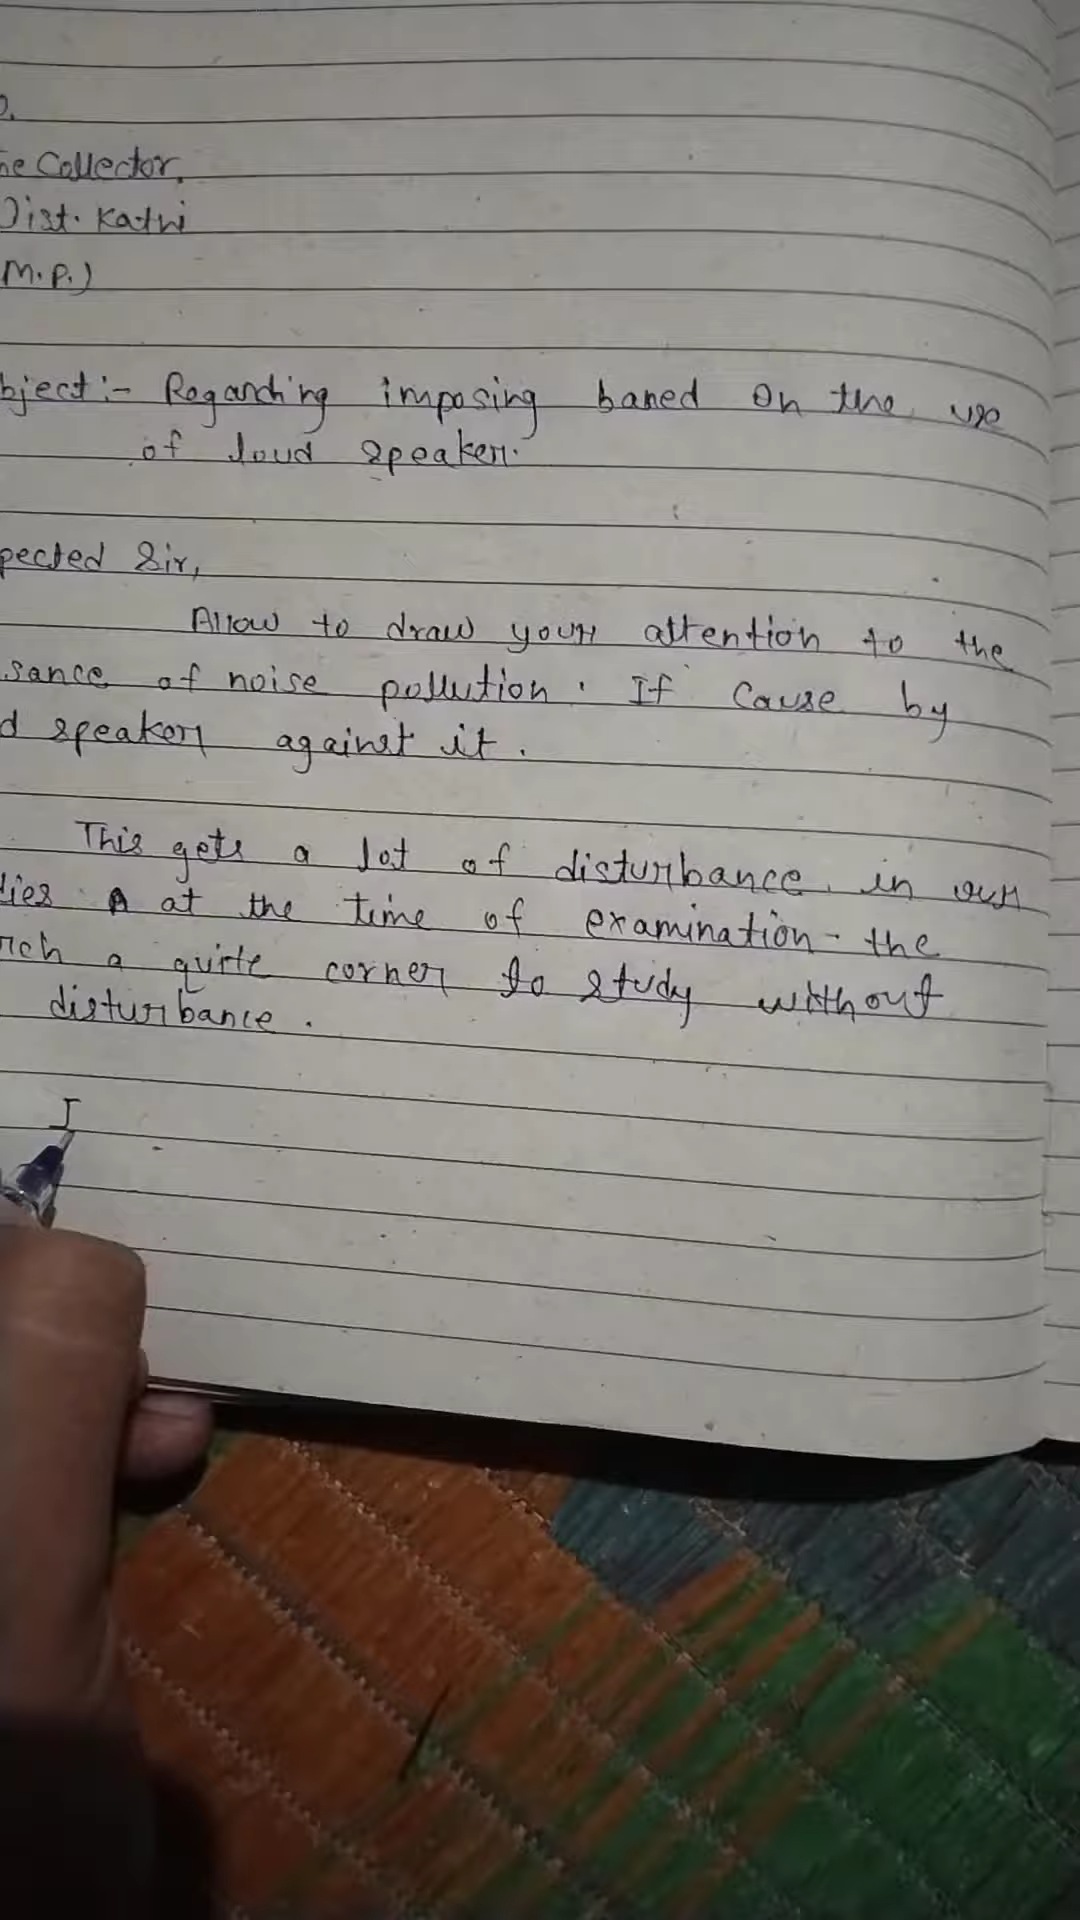 o.
he Collector,
Dist. Katni
M.P.)
bject :- Regarding imposing baned on the use
of loud speaker.
pected Sir,
Allow to draw your attention to the
sance of noise pollution. If cause by
d speaker against it.
This gets a lot of disturbance in our
dies at the time of examination. the
rch a quite corner to study without
disturbance.
I